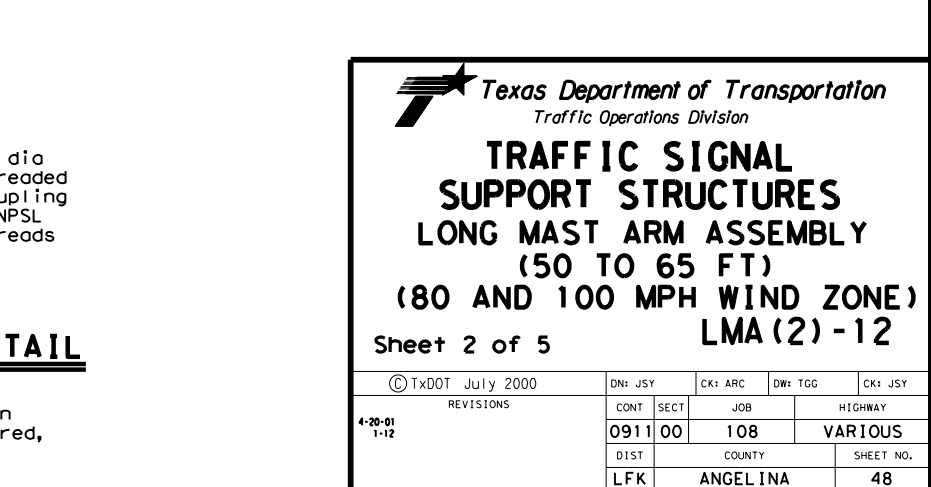 dia
readed
upling
NPSL
reads
TAIL
n
red,
Texas Department of Transportation
Traffic Operations Division
TRAFFIC SIGNAL
SUPPORT STRUCTURES
LONG MAST ARM ASSEMBLY
(50 TO 65 FT)
(80 AND 100 MPH WIND ZONE)
LMA(2)-12
Sheet 2 of 5
© TxDOT July 2000 DN: JSY CK: ARC DW: TGG CK: JSY
REVISIONS CONT SECT JOB HIGHWAY
4-20-01
1-12
0911 00 108 VARIOUS
DIST COUNTY SHEET NO.
LFK ANGELINA 48